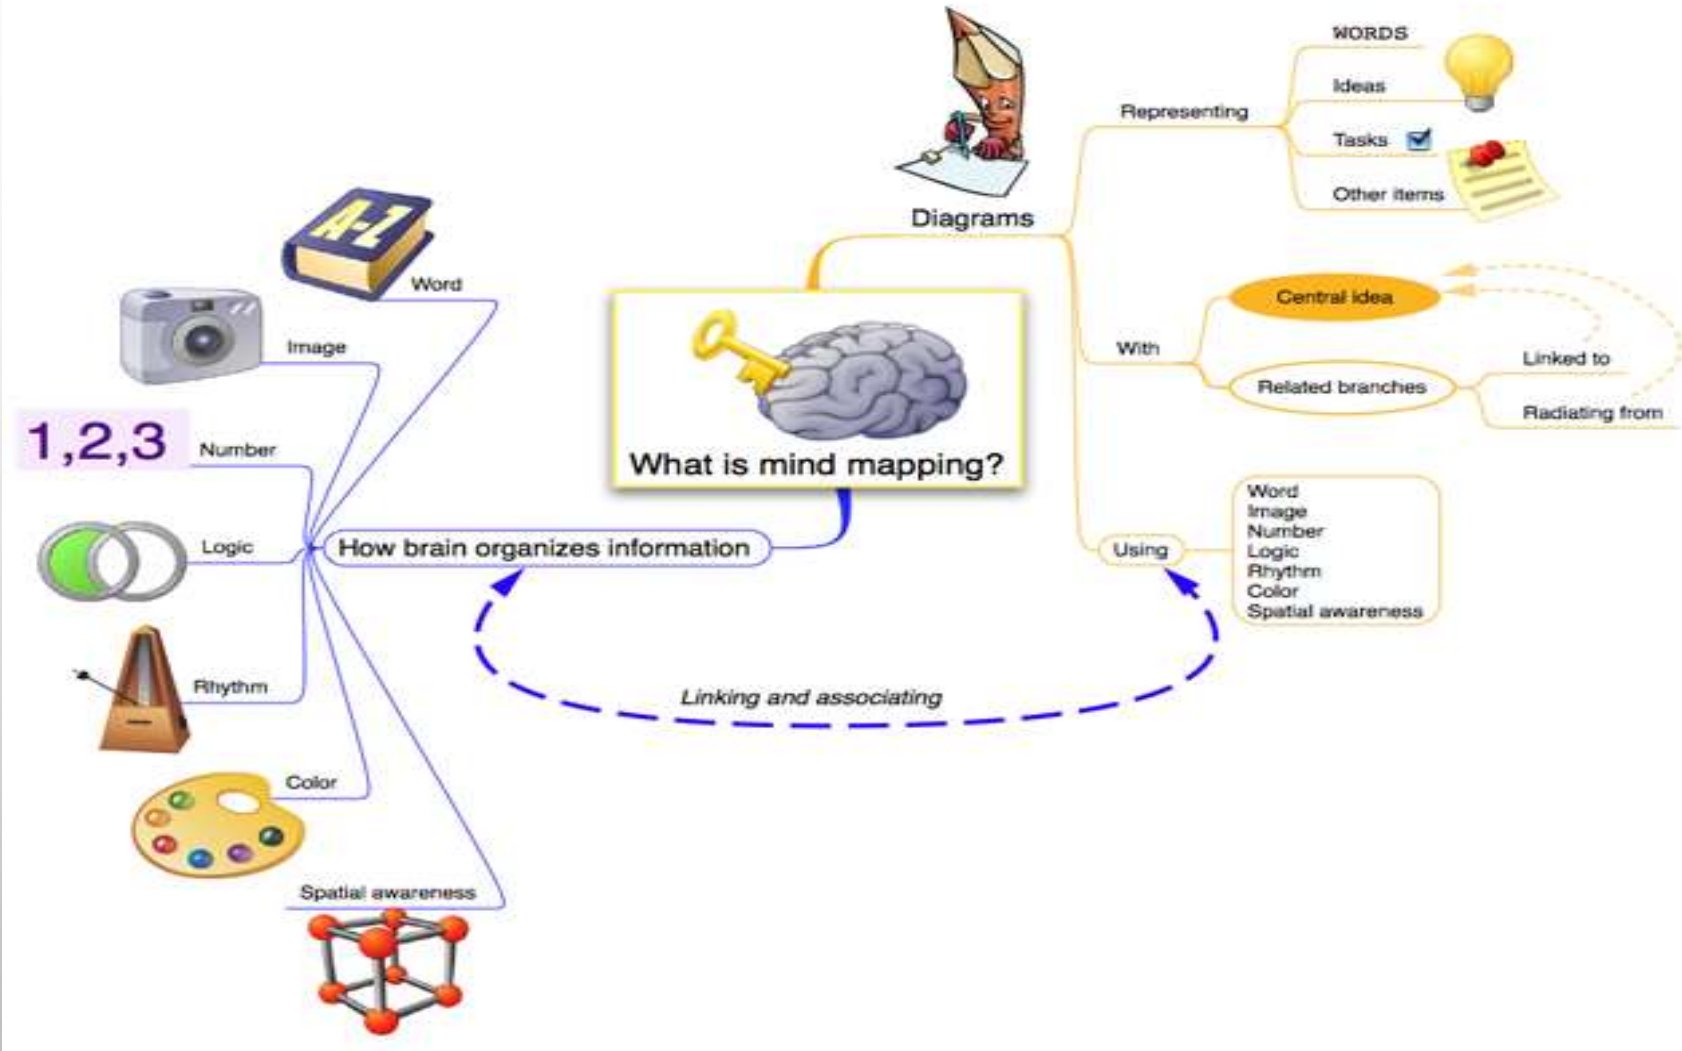 What is mind mapping?
Diagrams
Representing
WORDS
Ideas
Tasks
Other items
With
Central idea
Related branches
Linked to
Radiating from
Using
Word
Image
Number
Logic
Rhythm
Color
Spatial awareness
How brain organizes information
A-Z
Word
Image
1,2,3
Number
Logic
Rhythm
Color
Spatial awareness
Linking and associating